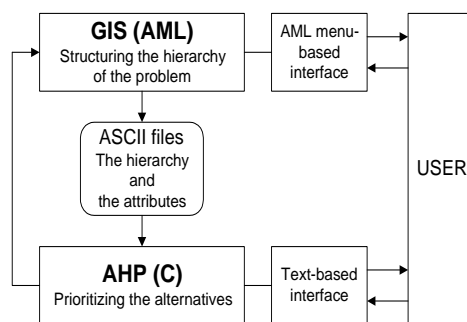 GIS (AML)
Structuring the hierarchy
of the problem
AML menu-
based
interface
ASCII files
The hierarchy
and
the attributes
USER
AHP (C)
Prioritizing the alternatives
Text-based
interface